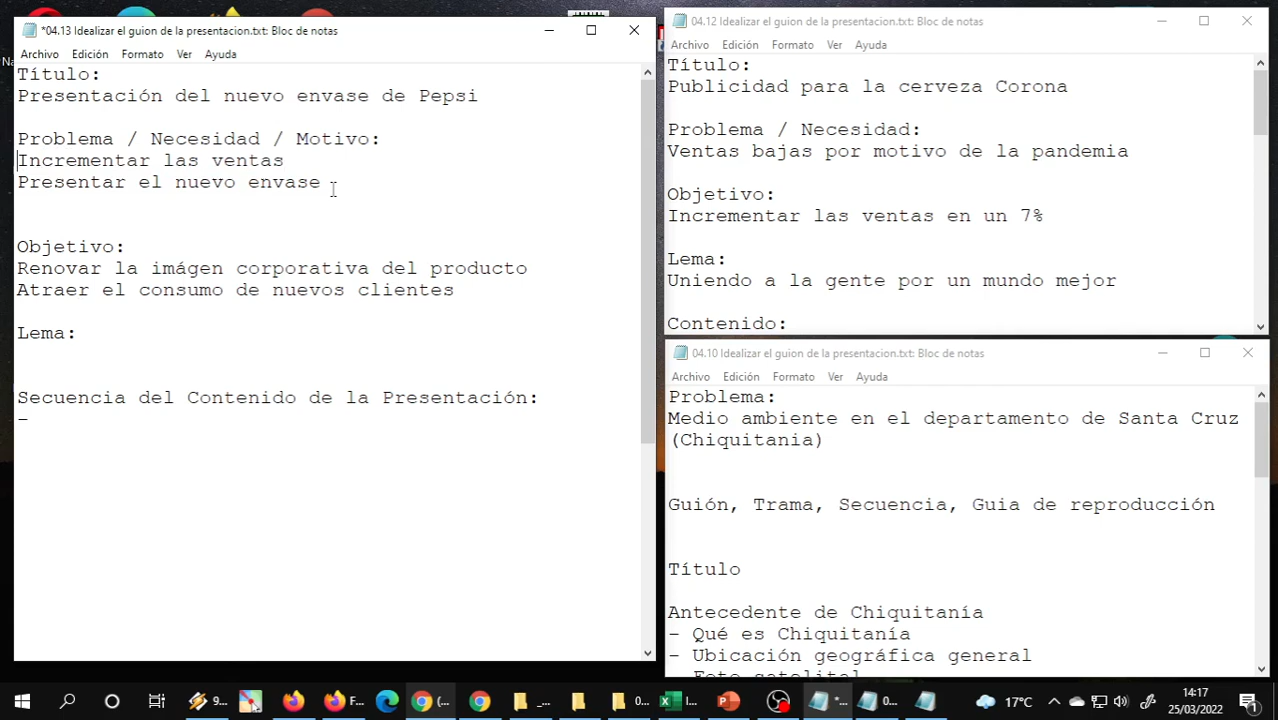 *04.13 Idealizar el guion de la presentacion.txt: Bloc de notas
Archivo Edición Formato Ver Ayuda
Título:
Presentación del nuevo envase de Pepsi
Problema / Necesidad / Motivo:
Incrementar las ventas
Presentar el nuevo envase
Objetivo:
Renovar la imágen corporativa del producto
Atraer el consumo de nuevos clientes
Lema:
Secuencia del Contenido de la Presentación:
-
04.12 Idealizar el guion de la presentacion.txt: Bloc de notas
Archivo Edición Formato Ver Ayuda
Título:
Publicidad para la cerveza Corona
Problema / Necesidad:
Ventas bajas por motivo de la pandemia
Objetivo:
Incrementar las ventas en un 7%
Lema:
Uniendo a la gente por un mundo mejor
Contenido:
04.10 Idealizar el guion de la presentacion.txt: Bloc de notas
Archivo Edición Formato Ver Ayuda
Problema:
Medio ambiente en el departamento de Santa Cruz
(Chiquitania)
Guión, Trama, Secuencia, Guia de reproducción
Título
Antecedente de Chiquitanía
- Qué es Chiquitanía
- Ubicación geográfica general
- Foto satelital
9... F... (... _... 0... I... *... 0... 17°C 14:17
25/03/2022 1